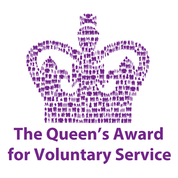 The Queen's Award
for Voluntary Service